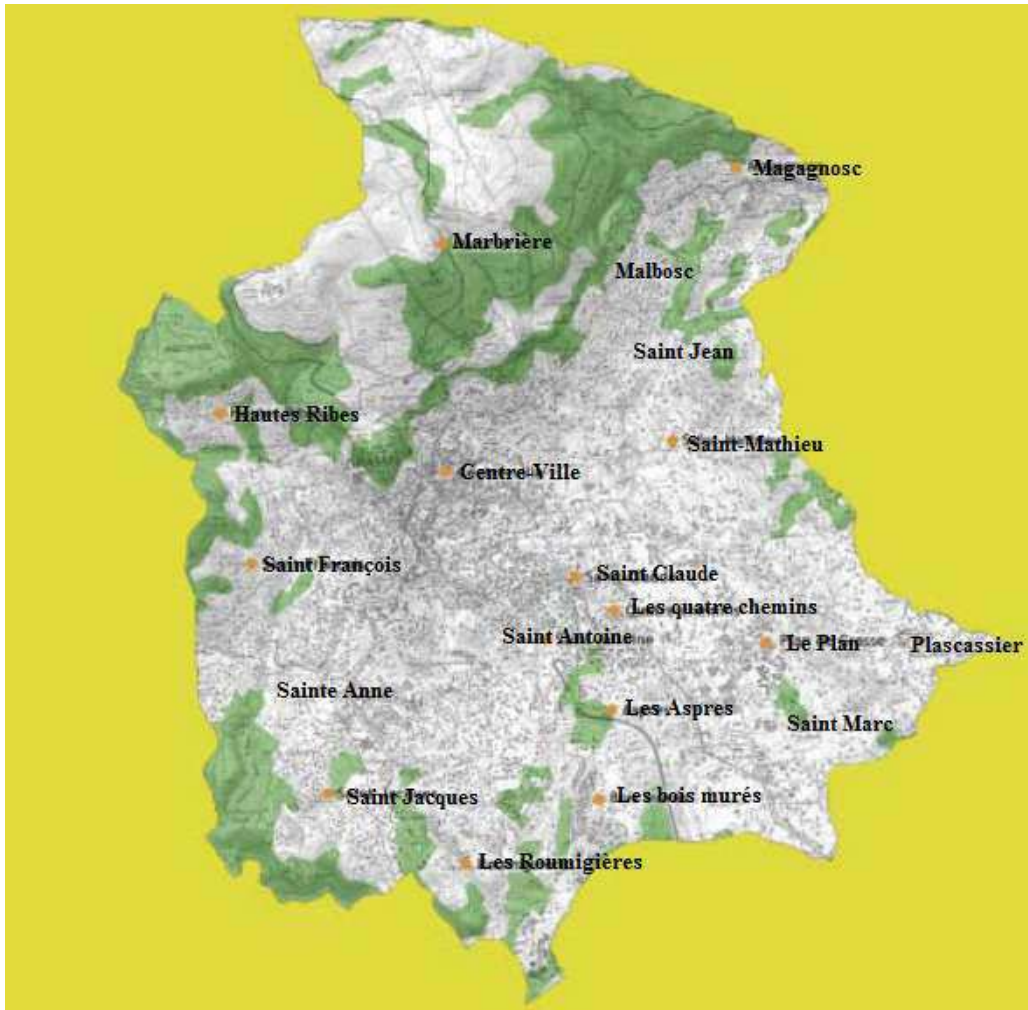 Magagnosc
Marbrière
Malbosc
Saint Jean
Hautes Ribes
Saint-Mathieu
Centre-Ville
Saint François
Saint Claude
Les quatre chemins
Saint Antoine
Le Plan
Plascassier
Sainte Anne
Les Aspres
Saint Marc
Saint Jacques
Les bois murés
Les Roumigières